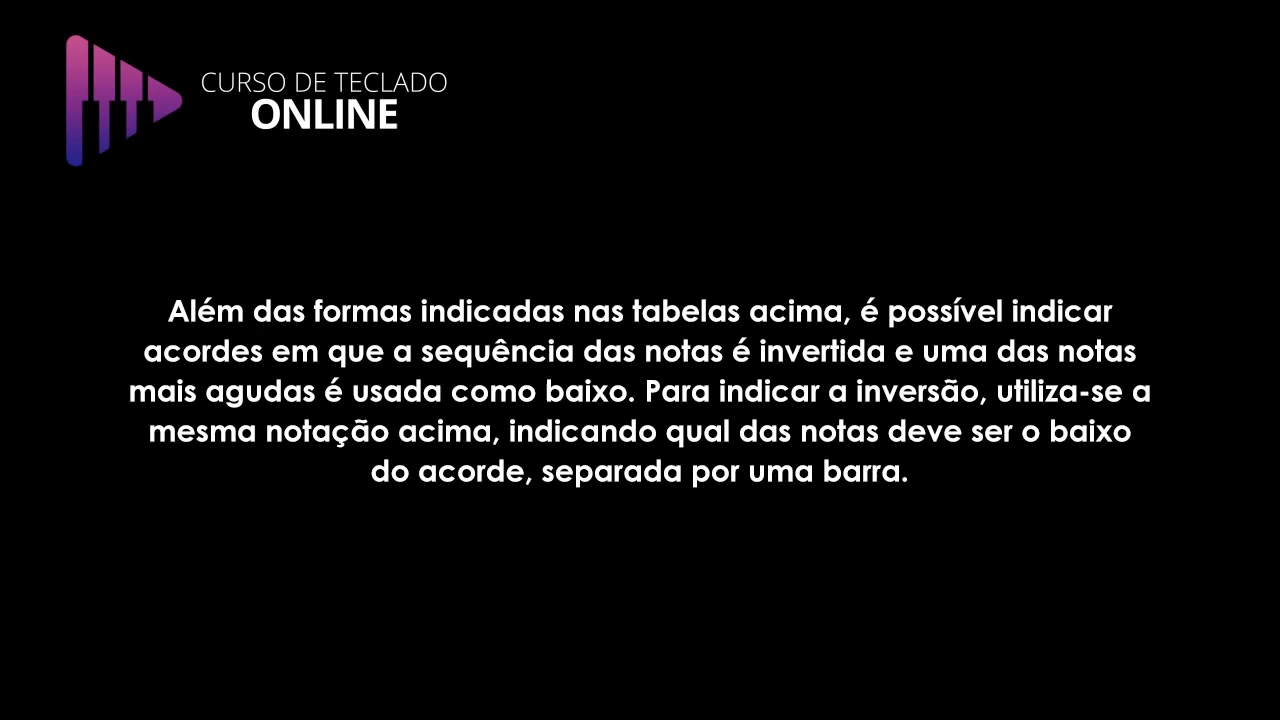 CURSO DE TECLADO
ONLINE
Além das formas indicadas nas tabelas acima, é possível indicar
acordes em que a sequência das notas é invertida e uma das notas
mais agudas é usada como baixo. Para indicar a inversão, utiliza-se a
mesma notação acima, indicando qual das notas deve ser o baixo
do acorde, separada por uma barra.